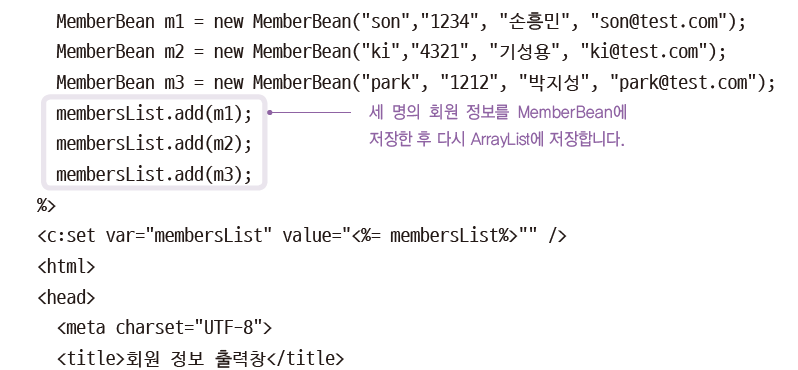 MemberBean m1 = new MemberBean("son","1234", "손흥민", "son@test.com");
MemberBean m2 = new MemberBean("ki","4321", "기성용", "ki@test.com");
MemberBean m3 = new MemberBean("park", "1212", "박지성", "park@test.com");
membersList.add(m1);
세 명의 회원 정보를 MemberBean에
저장한 후 다시 ArrayList에 저장합니다.
membersList.add(m2);
membersList.add(m3);
%>
<c:set var="membersList" value="<%= membersList%>"" />
<html>
<head>
<meta charset="UTF-8">
<title>회원 정보 출력창</title>